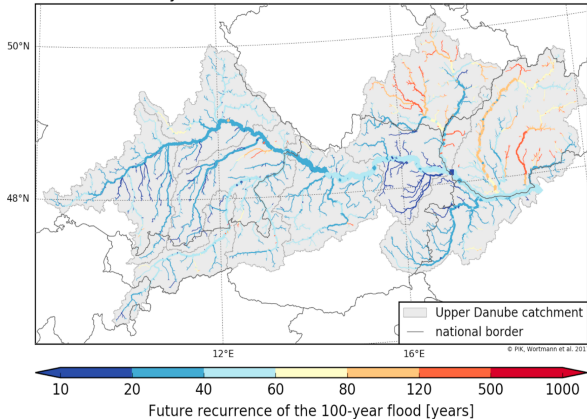 50°N
48°N
Upper Danube catchment
national border
12°E
16°E
© PIK, Wortmann et al. 201
10 20 40 60 80 120 500 1000
Future recurrence of the 100-year flood [years]